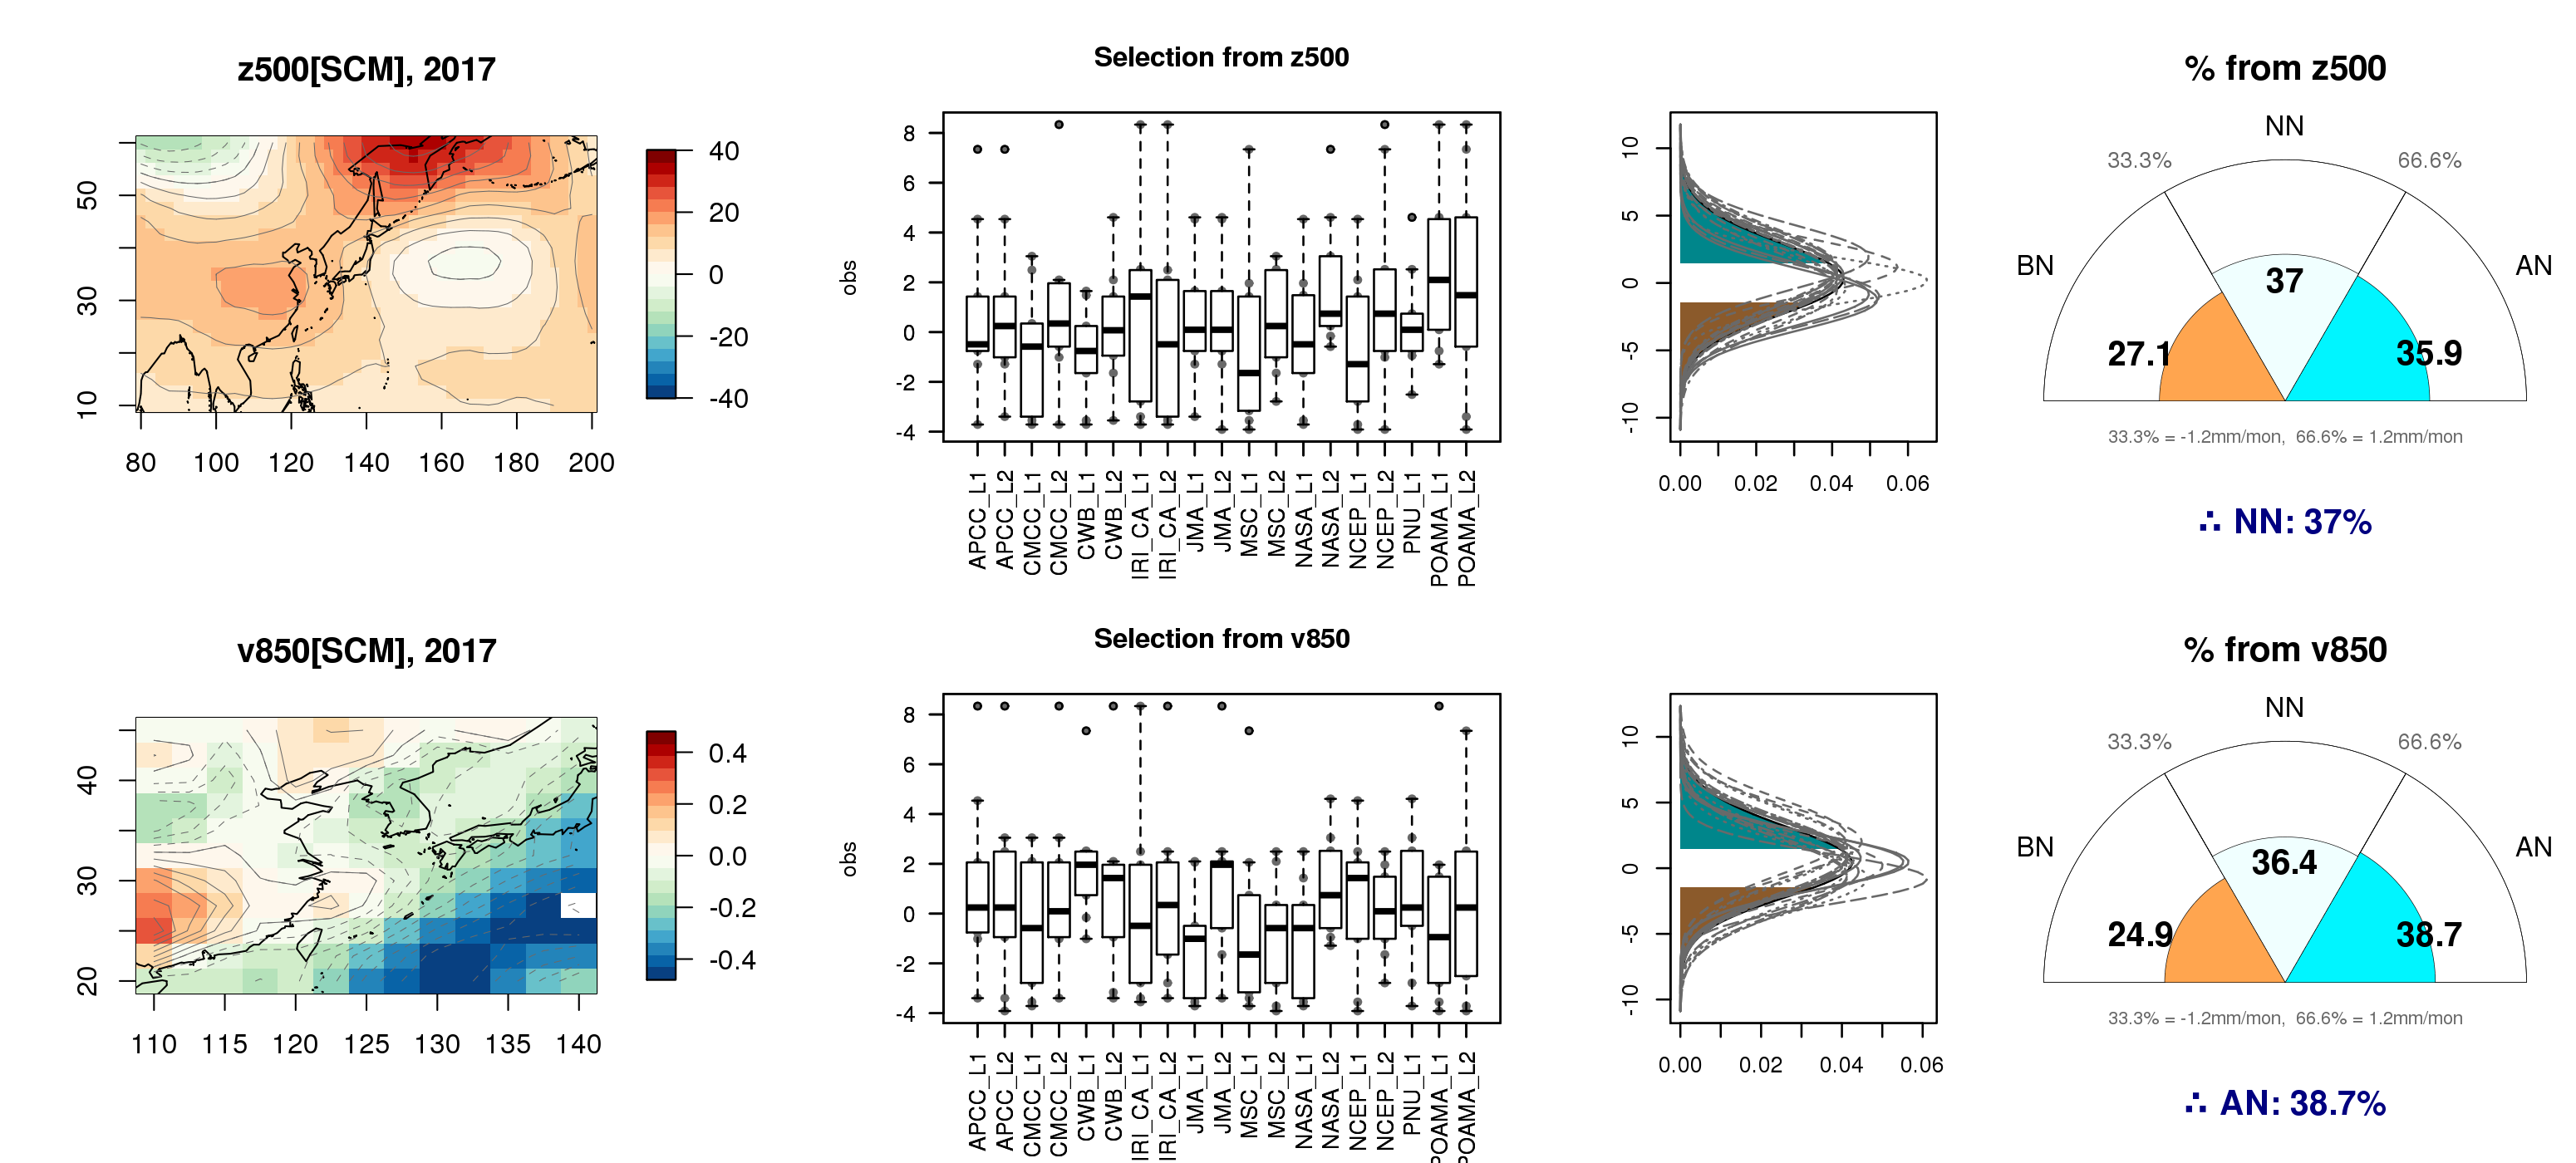 z500[SCM], 2017
50
30
10
80 100 120 140 160 180 200
40
20
0
-20
-40
Selection from z500
obs
8
6
4
2
0
-2
-4
APCC_L1
APCC_L2
CMCC_L1
CMCC_L2
CWB_L1
CWB_L2
IRI_CA_L1
IRI_CA_L2
JMA_L1
JMA_L2
MSC_L1
MSC_L2
NASA_L1
NASA_L2
NCEP_L1
NCEP_L2
PNU_L1
POAMA_L1
POAMA_L2
10
5
0
-5
-10
0.00 0.02 0.04 0.06
% from z500
NN
33.3% 66.6%
BN AN
37
27.1 35.9
33.3% = -1.2mm/mon, 66.6% = 1.2mm/mon
∴ NN: 37%
v850[SCM], 2017
40
30
20
110 115 120 125 130 135 140
0.4
0.2
0.0
-0.2
-0.4
Selection from v850
obs
8
6
4
2
0
-2
-4
APCC_L1
APCC_L2
CMCC_L1
CMCC_L2
CWB_L1
CWB_L2
IRI_CA_L1
IRI_CA_L2
JMA_L1
JMA_L2
MSC_L1
MSC_L2
NASA_L1
NASA_L2
NCEP_L1
NCEP_L2
PNU_L1
POAMA_L1
POAMA_L2
10
5
0
-5
-10
0.00 0.02 0.04 0.06
% from v850
NN
33.3% 66.6%
BN AN
36.4
24.9 38.7
33.3% = -1.2mm/mon, 66.6% = 1.2mm/mon
∴ AN: 38.7%